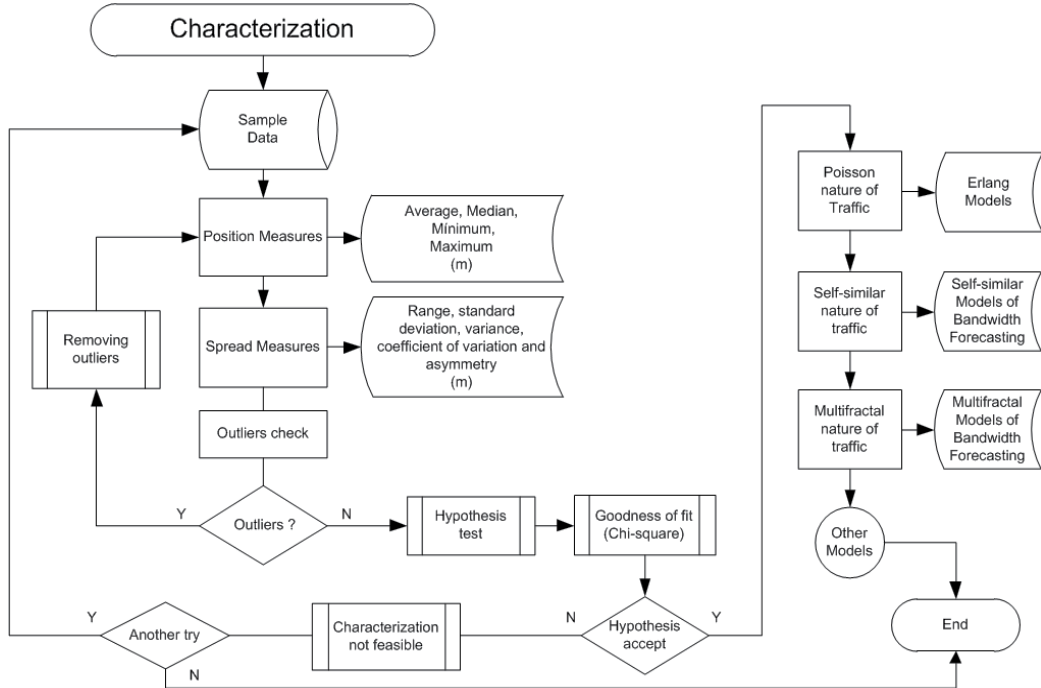 Characterization
Sample
Data
Position Measures
Average, Median,
Mínimum,
Maximum
(m)
Spread Measures
Range, standard
deviation, variance,
coefficient of variation and
asymmetry
(m)
Removing
outliers
Outliers check
Outliers ?
Y
N
Hypothesis
test
Goodness of fit
(Chi-square)
Hypothesis
accept
N
Y
Characterization
not feasible
Another try
Y
N
Poisson
nature of
Traffic
Erlang
Models
Self-similar
nature of
traffic
Self-similar
Models of
Bandwidth
Forecasting
Multifractal
nature of
traffic
Multifractal
Models of
Bandwidth
Forecasting
Other
Models
End